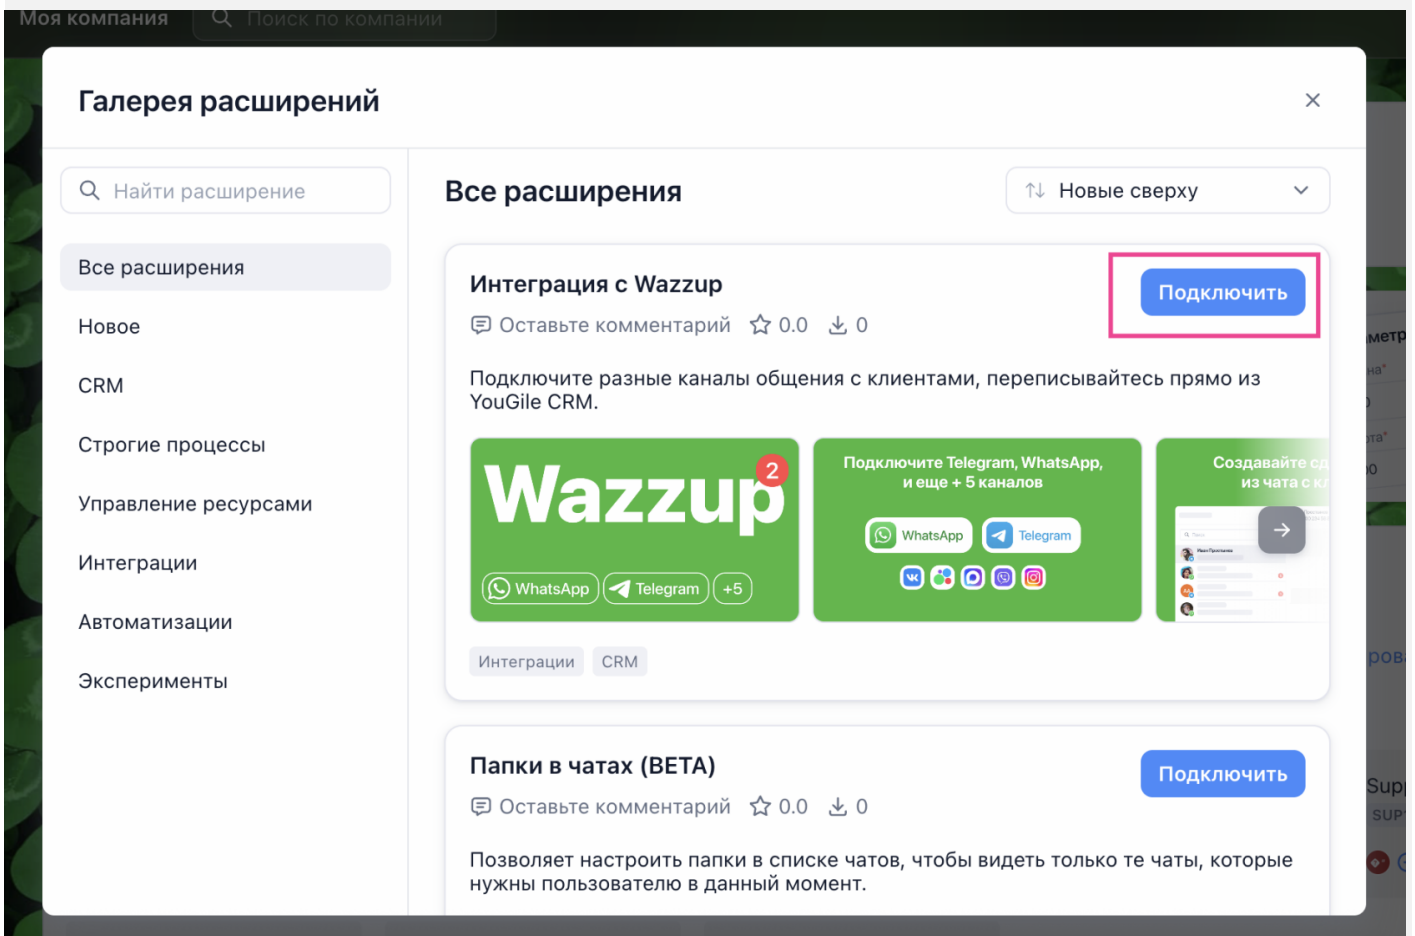 Моя компания
Поиск по компании
Галерея расширений
Найти расширение
Все расширения
Новое
CRM
Строгие процессы
Управление ресурсами
Интеграции
Автоматизации
Эксперименты
Все расширения
Новые сверху
Интеграция с Wazzup
Подключить
Оставьте комментарий 0.0 0
Подключите разные каналы общения с клиентами, переписывайтесь прямо из
YouGile CRM.
Wazzup
2
WhatsApp Telegram +5
Подключите Telegram, WhatsApp,
и еще + 5 каналов
WhatsApp Telegram
Создавайте сд
из чата с к
Интеграции CRM
Папки в чатах (BETA)
Подключить
Оставьте комментарий 0.0 0
Позволяет настроить папки в списке чатов, чтобы видеть только те чаты, которые
нужны пользователю в данный момент.